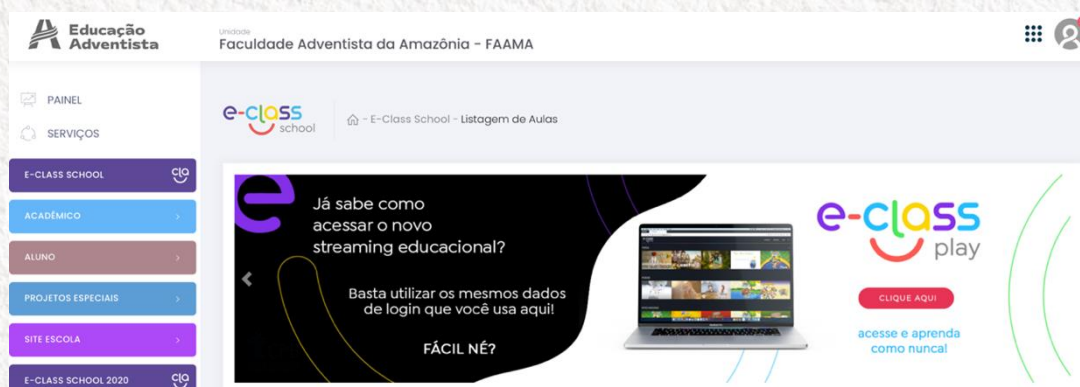 Educação
Adventista
Unidade
Faculdade Adventista da Amazônia - FAAMA
PAINEL
SERVIÇOS
E-CLASS SCHOOL
ACADÊMICO
ALUNO
PROJETOS ESPECIAIS
SITE ESCOLA
E-CLASS SCHOOL 2020
e-class
school
- E-Class School - Listagem de Aulas
e
Já sabe como
acessar o novo
streaming educacional?
Basta utilizar os mesmos dados
de login que você usa aqui!
FÁCIL NÉ?
e-class
play
CLIQUE AQUI
acesse e aprenda
como nunca!